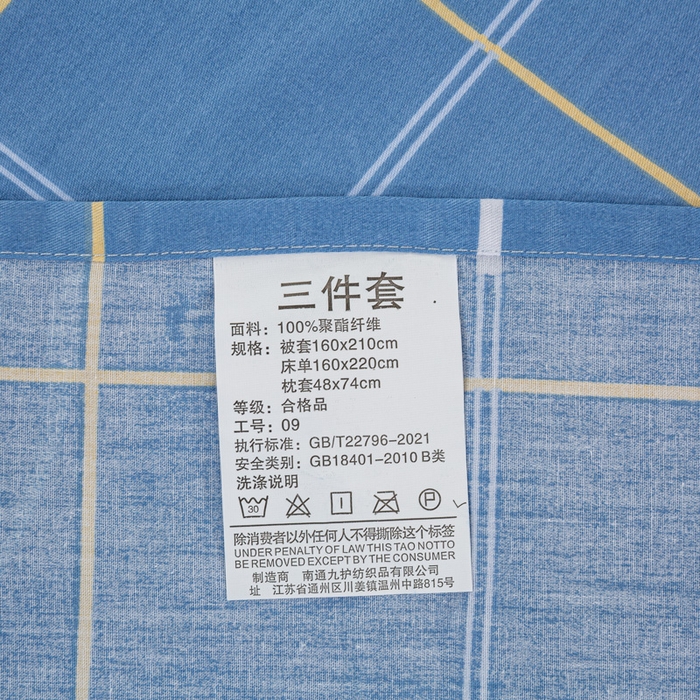 三件套
面料：100%聚酯纤维
规格：被套160x210cm
床单160x220cm
枕套48x74cm
等级：合格品
工号：09
执行标准：GB/T22796-2021
安全类别：GB18401-2010 B类
洗涤说明
30 P
除消费者以外任何人不得撕除这个标签
UNDER PENALTY OF LAW THIS TAO NOTTO
BE REMOVED EXCEPT BY THE CONSUMER
制造商 南通九护纺织品有限公司
址 江苏省通州区川姜镇温州中路815号